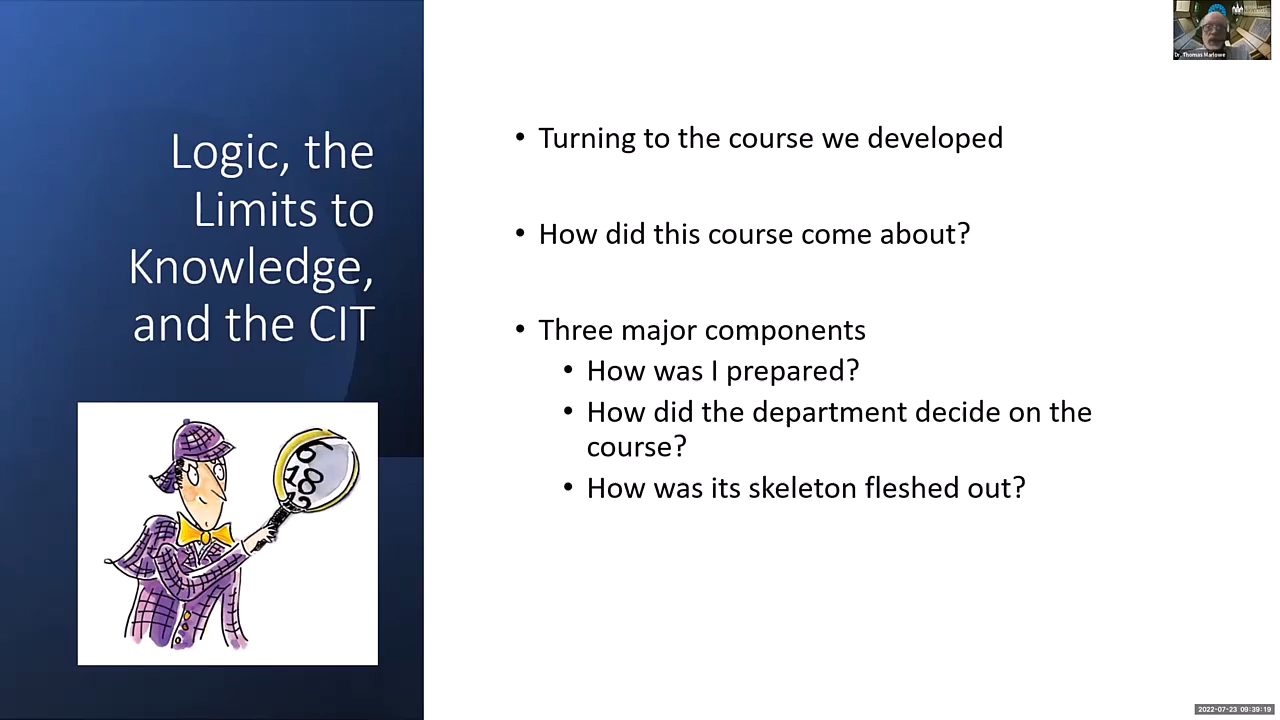 Logic, the
Limits to
Knowledge,
and the CIT
• Turning to the course we developed
• How did this course come about?
• Three major components
• How was I prepared?
• How did the department decide on the
course?
• How was its skeleton fleshed out?
6
18
Dr. Thomas Marlowe
2022-07-23 09:39:19